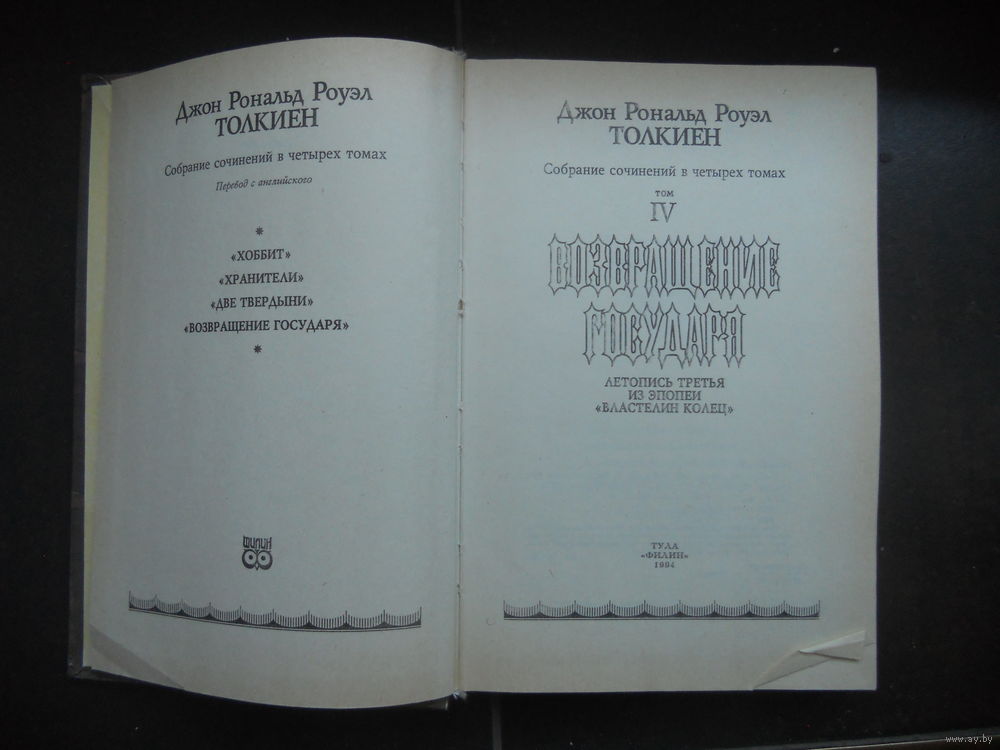 Джон Рональд Роуэл
ТОЛКИЕН
Собрание сочинений в четырех томах
Перевод с английского
*
«ХОББИТ»
«ХРАНИТЕЛИ»
«ДВЕ ТВЕРДЫНИ»
«ВОЗВРАЩЕНИЕ ГОСУДАРЯ»
*
ФИЛИН
Джон Рональд Роуэл
ТОЛКИЕН
Собрание сочинений в четырех томах
ТОМ
IV
ВОЗВРАЩЕНИЕ
ГОСУДАРЯ
ЛЕТОПИСЬ ТРЕТЬЯ
ИЗ ЭПОПЕИ
«ВЛАСТЕЛИН КОЛЕЦ»
ТУЛА
«ФИЛИН»
1994
www.ay.by